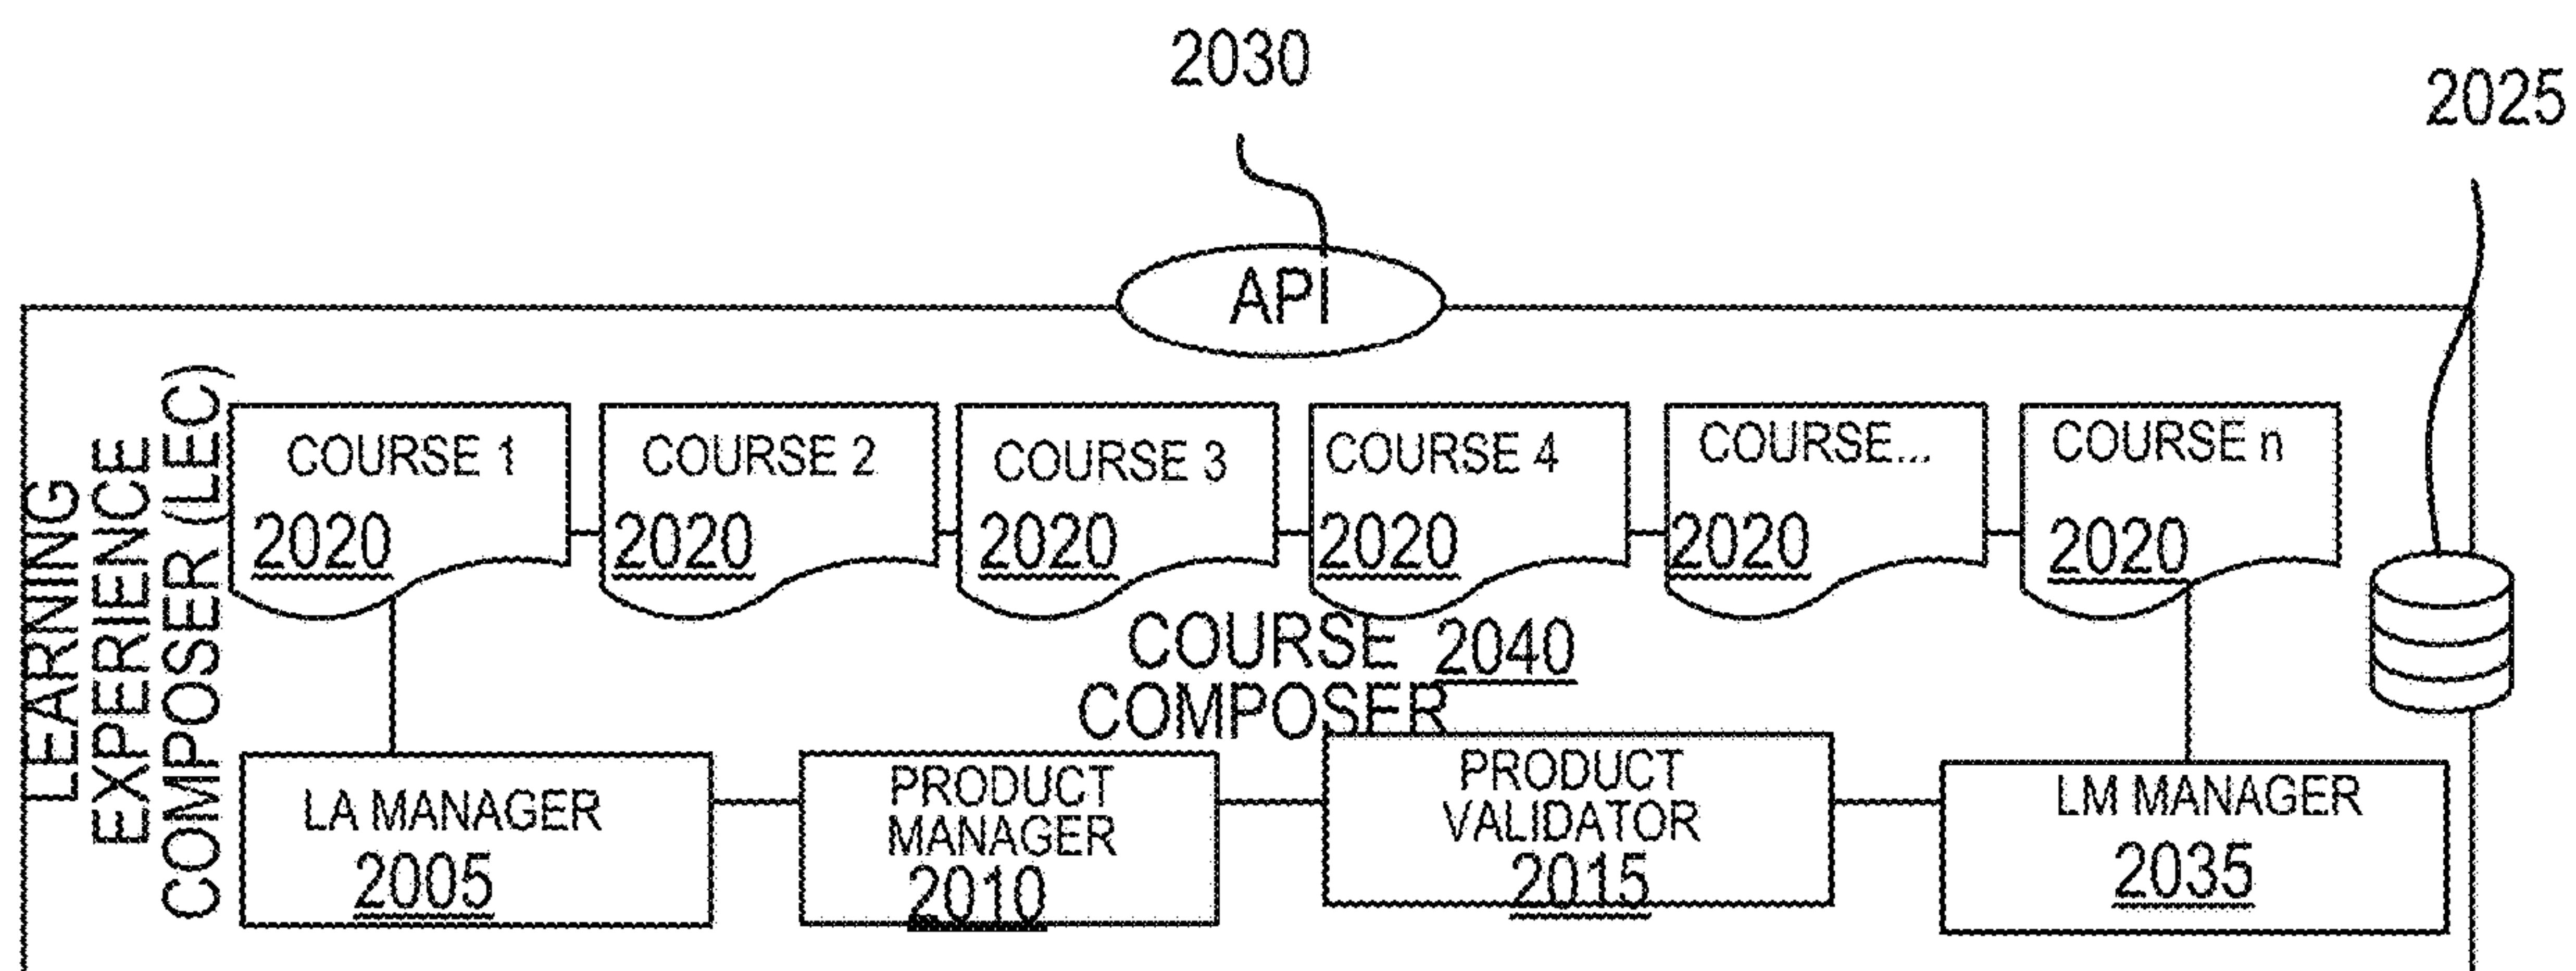 2030
2025
API
LEARNING
EXPERIENCE
COMPOSER (LEC)
COURSE 1
2020
COURSE 2
2020
COURSE 3
2020
COURSE 4
2020
COURSE...
2020
COURSE n
2020
COURSE 2040
COMPOSER
LA MANAGER
2005
PRODUCT
MANAGER
2010
PRODUCT
VALIDATOR
2015
LM MANAGER
2035